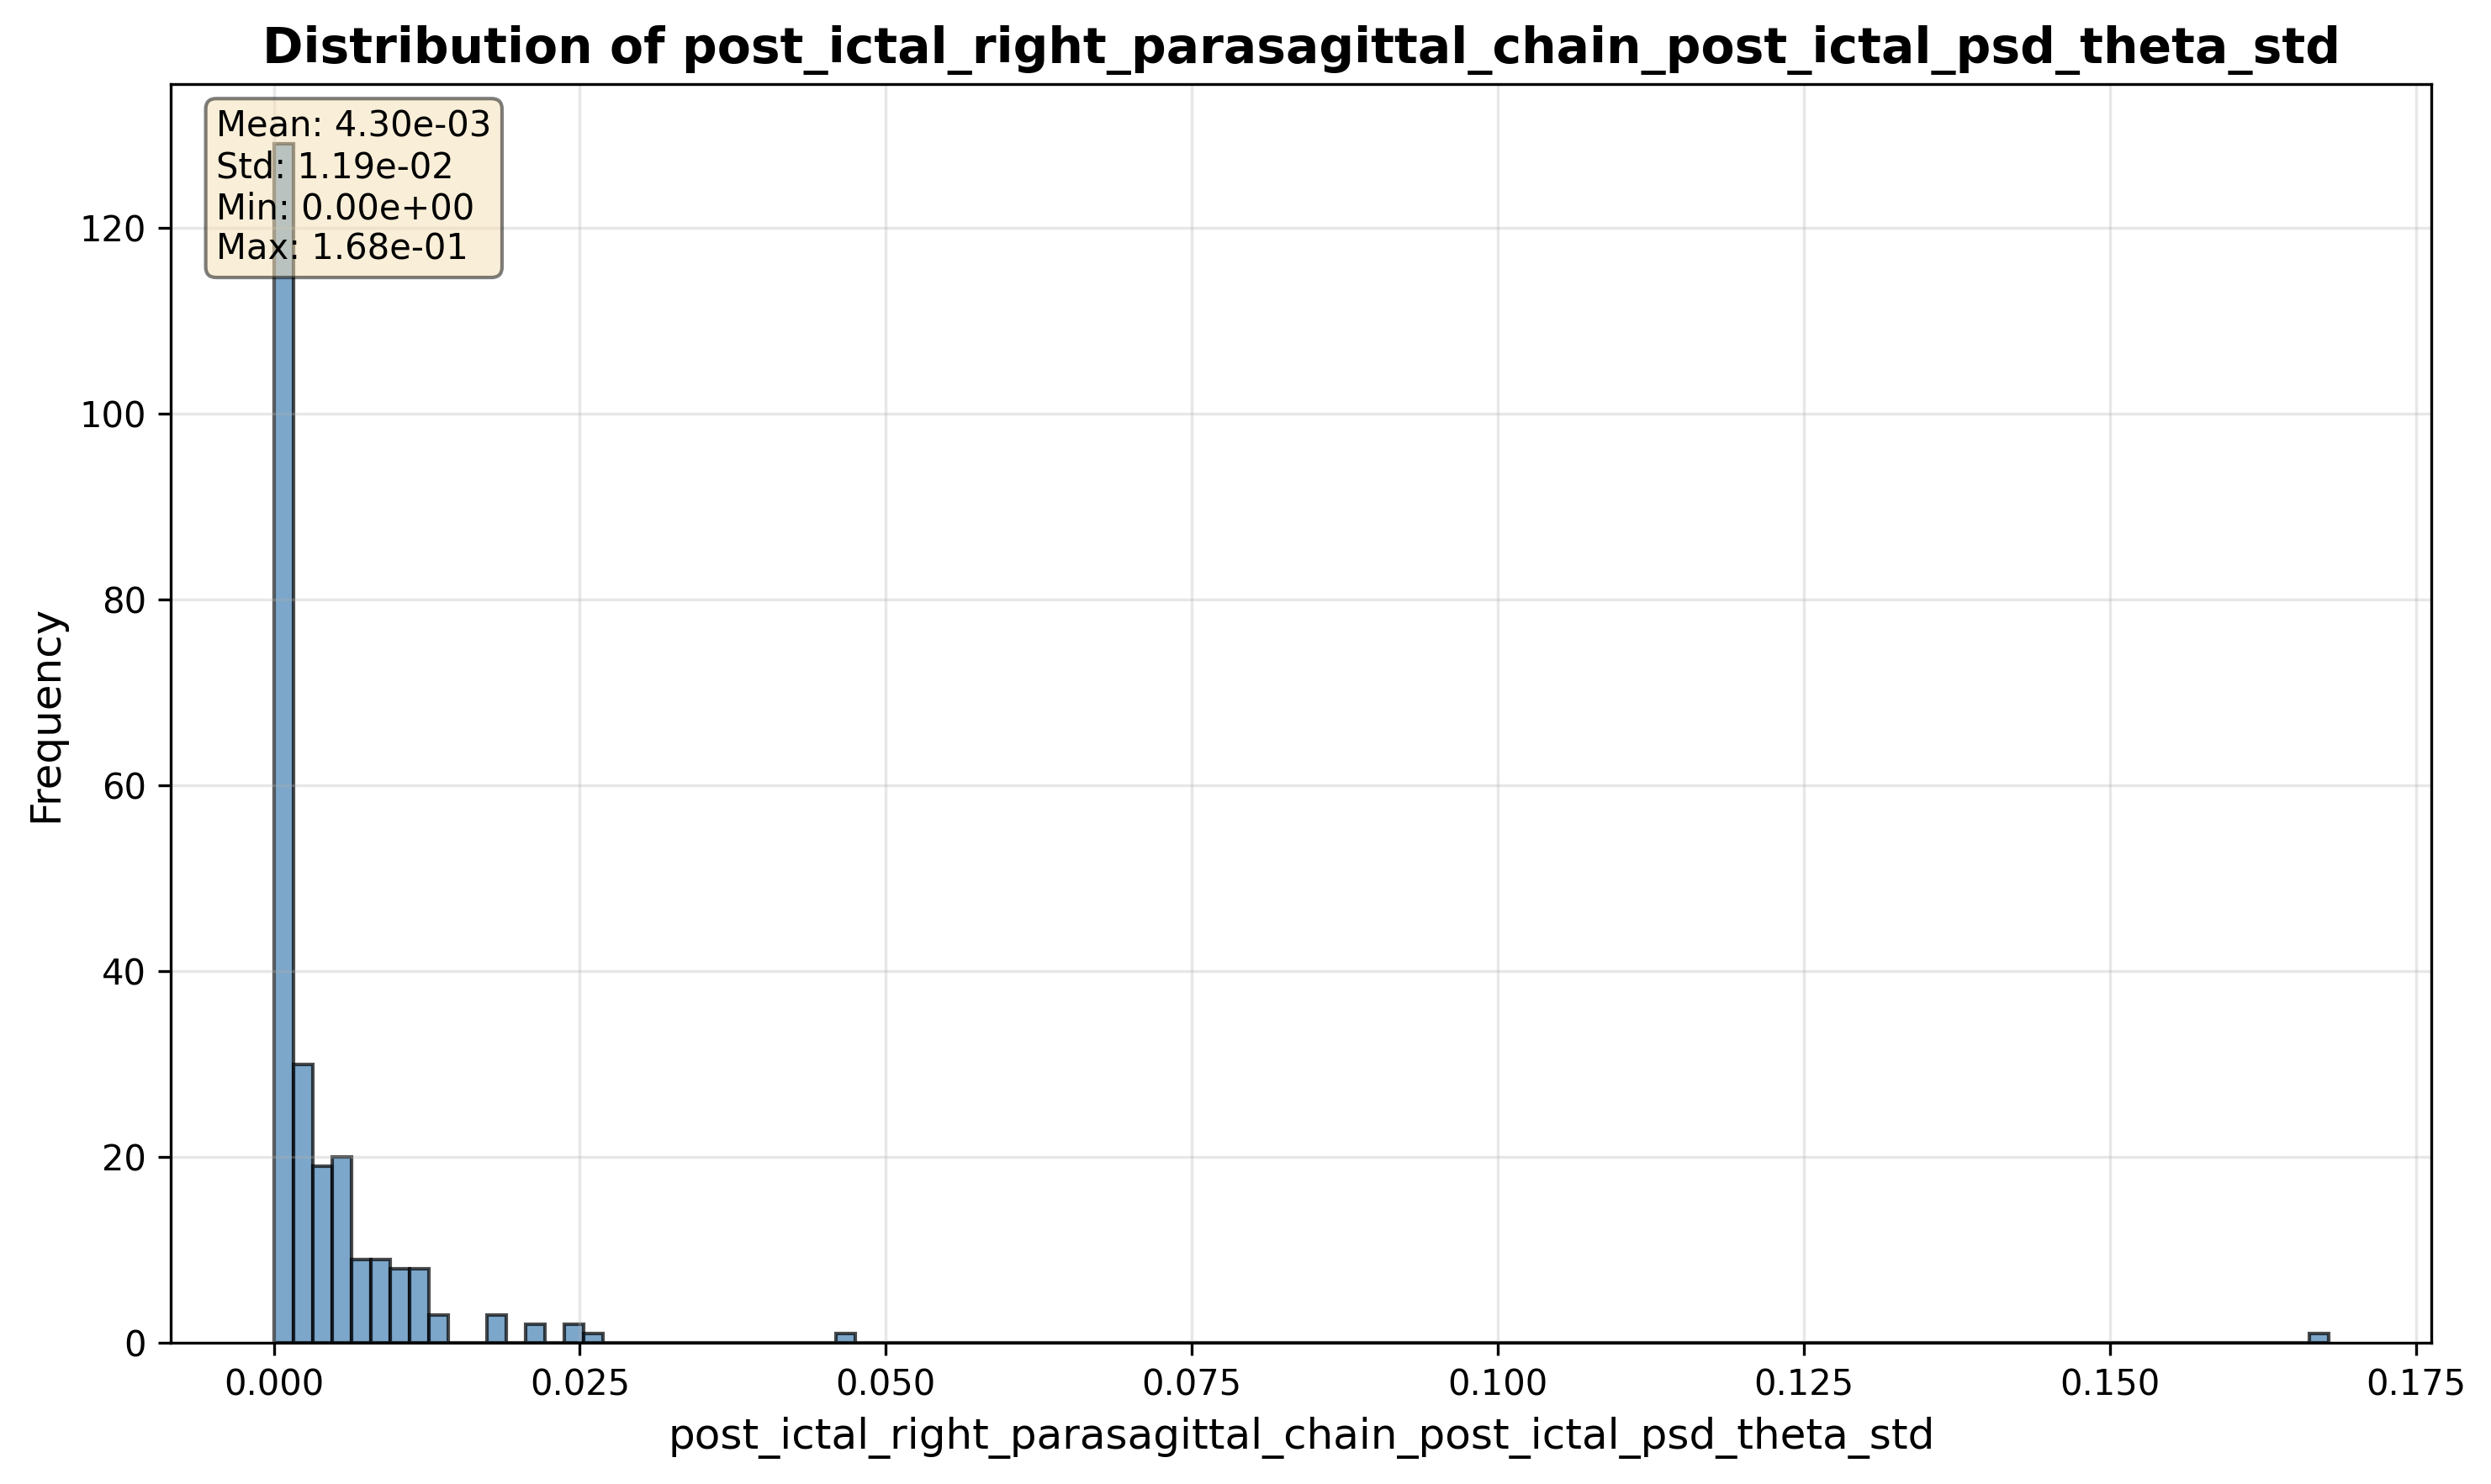 Distribution of post_ictal_right_parasagittal_chain_post_ictal_psd_theta_std
Mean: 4.30e-03
Std: 1.19e-02
Min: 0.00e+00
Max: 1.68e-01
Frequency
120
100
80
60
40
20
0
0.000 0.025 0.050 0.075 0.100 0.125 0.150 0.175
post_ictal_right_parasagittal_chain_post_ictal_psd_theta_std